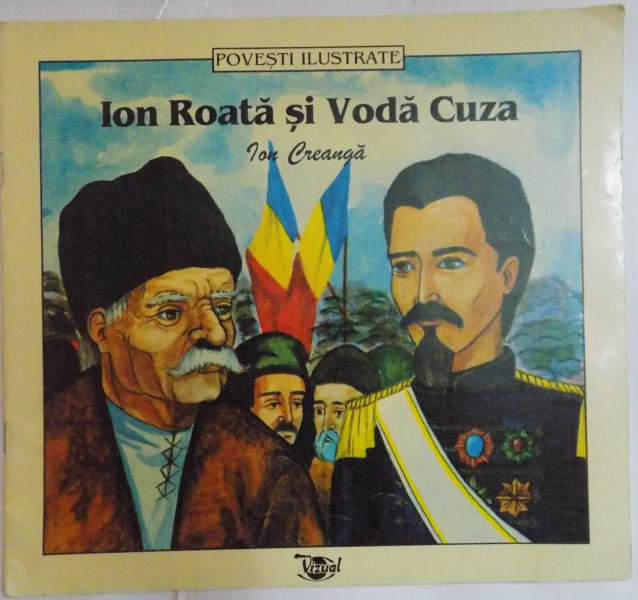 POVEȘTI ILUSTRATE
Ion Roată și Vodă Cuza
Ion Creangă
Vizual